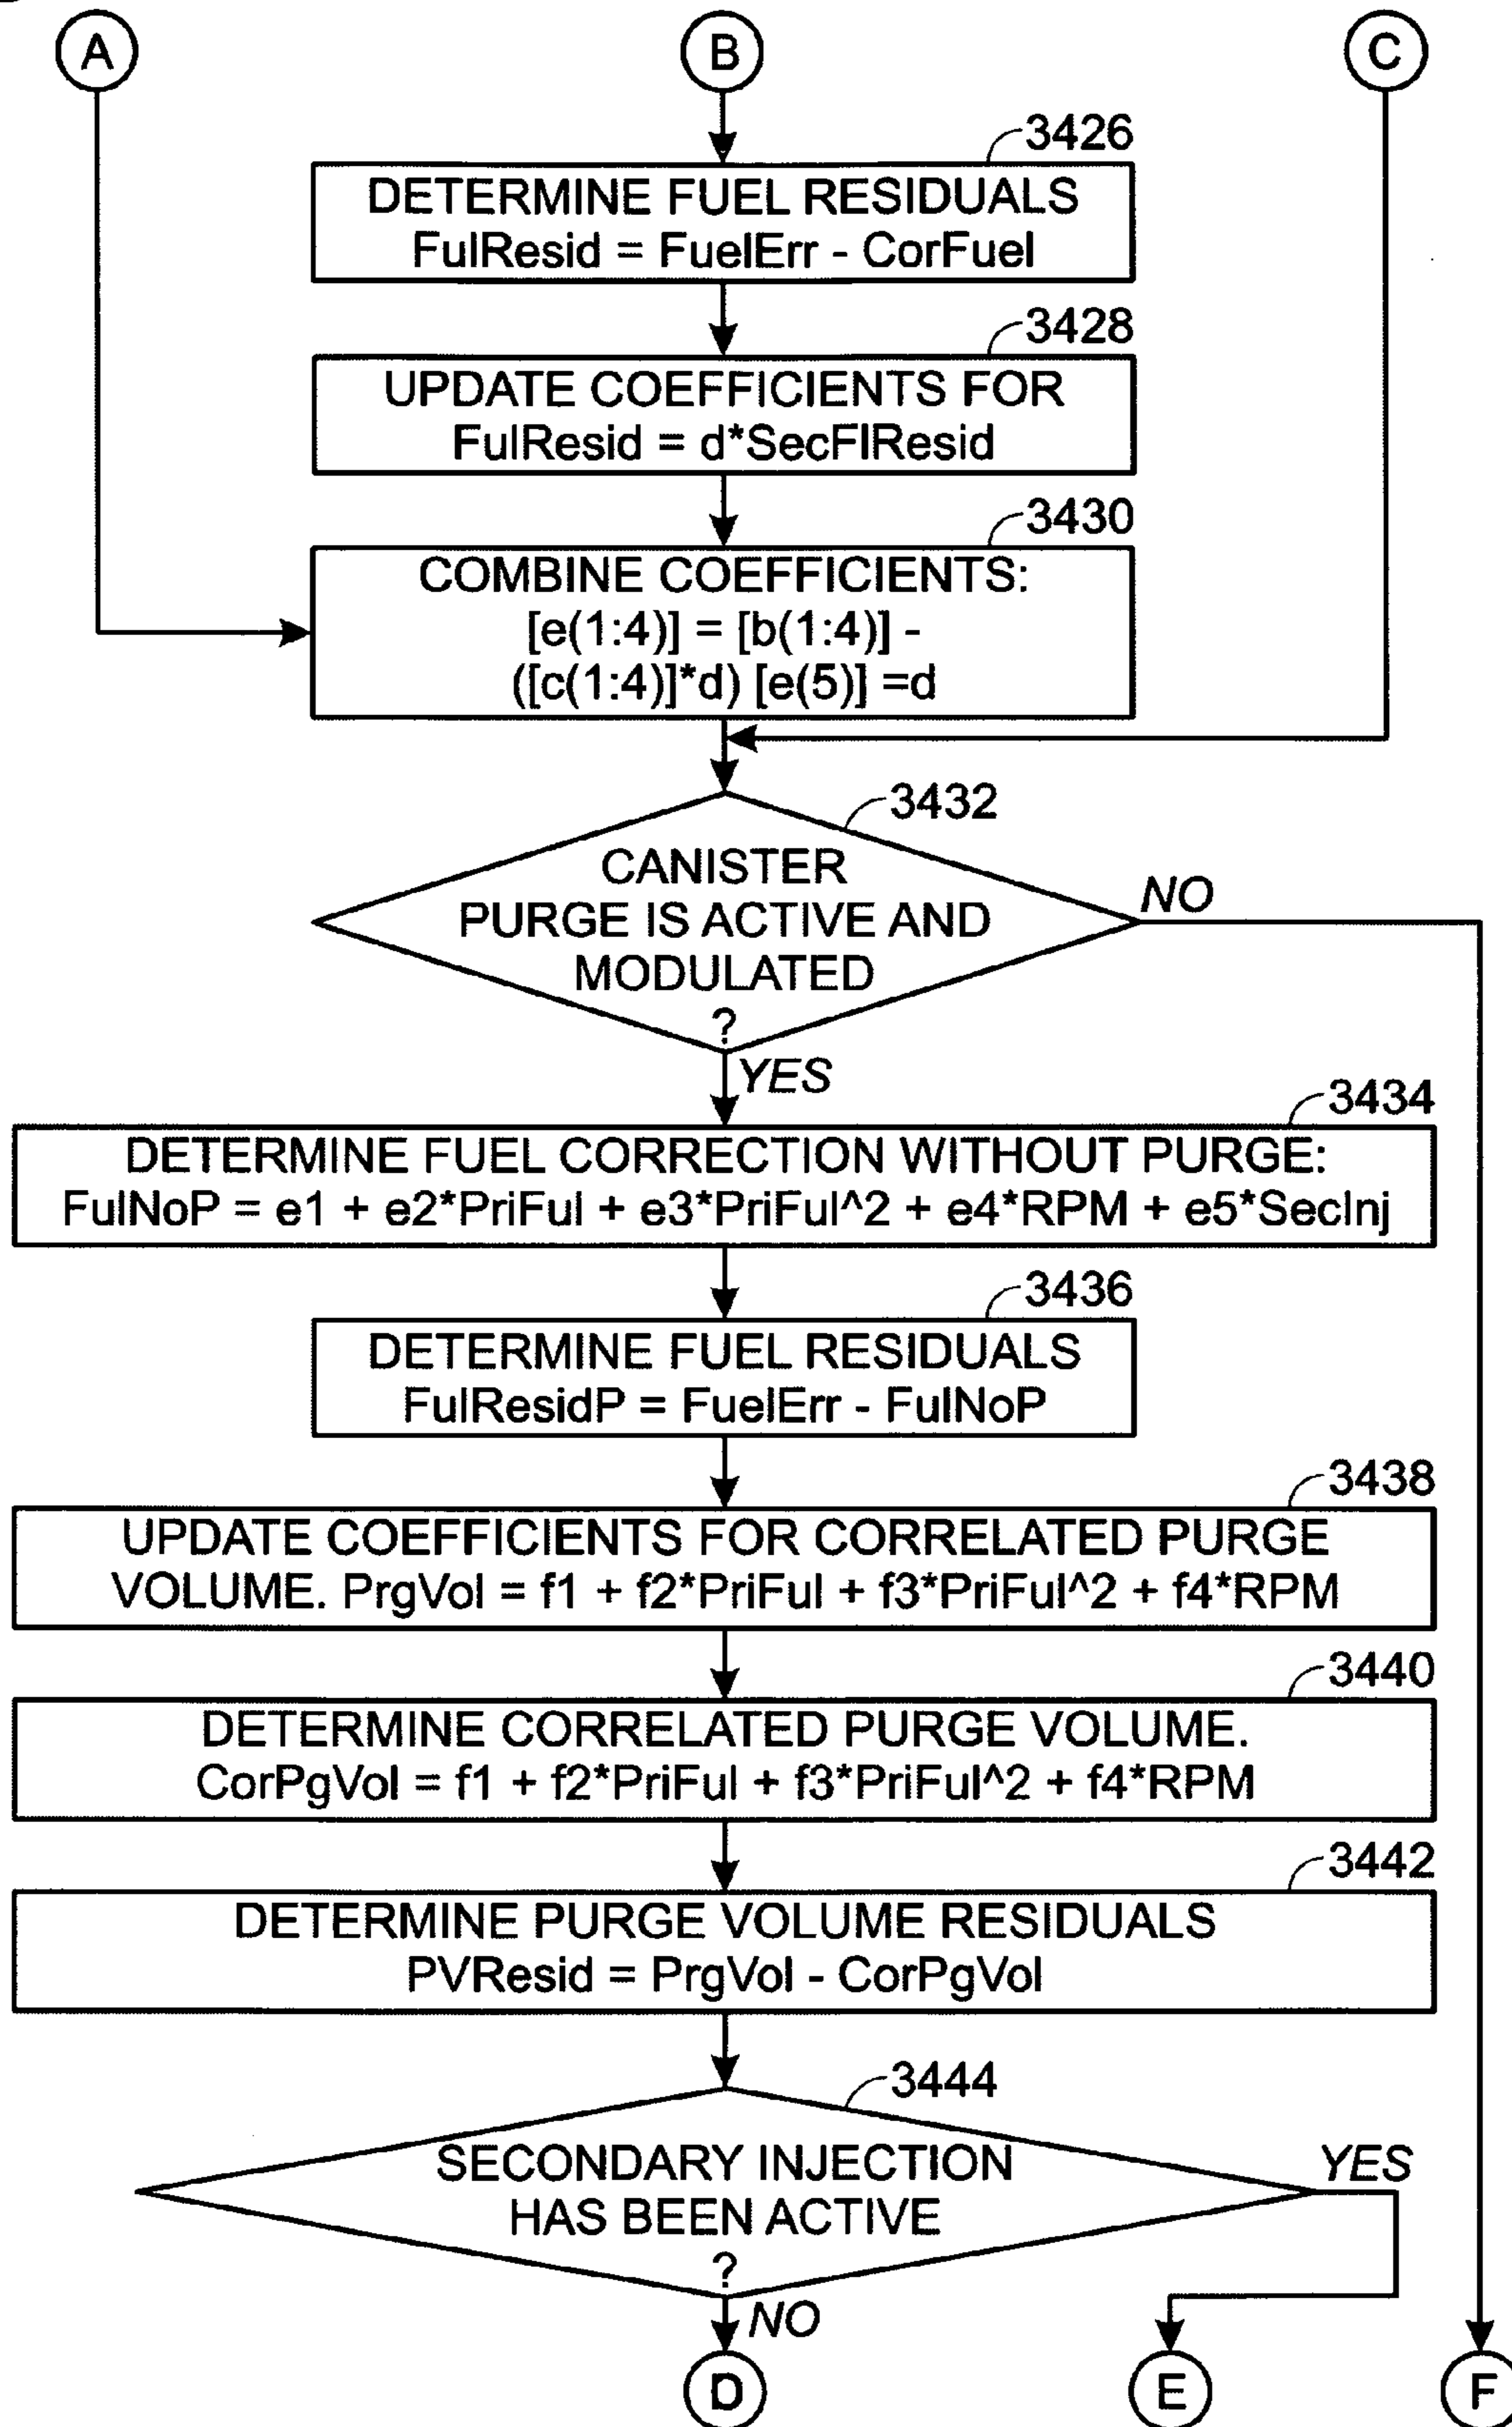 A
B
C
3426
DETERMINE FUEL RESIDUALS
FulResid = FuelErr - CorFuel
3428
UPDATE COEFFICIENTS FOR
FulResid = d*SecFlResid
3430
COMBINE COEFFICIENTS:
[e(1:4)] = [b(1:4)] -
([c(1:4)]*d) [e(5)] =d
3432
CANISTER
PURGE IS ACTIVE AND
MODULATED
?
NO
YES
3434
DETERMINE FUEL CORRECTION WITHOUT PURGE:
FulNoP = e1 + e2*PriFul + e3*PriFul^2 + e4*RPM + e5*SecInj
3436
DETERMINE FUEL RESIDUALS
FulResidP = FuelErr - FulNoP
3438
UPDATE COEFFICIENTS FOR CORRELATED PURGE
VOLUME. PrgVol = f1 + f2*PriFul + f3*PriFul^2 + f4*RPM
3440
DETERMINE CORRELATED PURGE VOLUME.
CorPgVol = f1 + f2*PriFul + f3*PriFul^2 + f4*RPM
3442
DETERMINE PURGE VOLUME RESIDUALS
PVResid = PrgVol - CorPgVol
3444
SECONDARY INJECTION
HAS BEEN ACTIVE
?
YES
NO
D
E
F